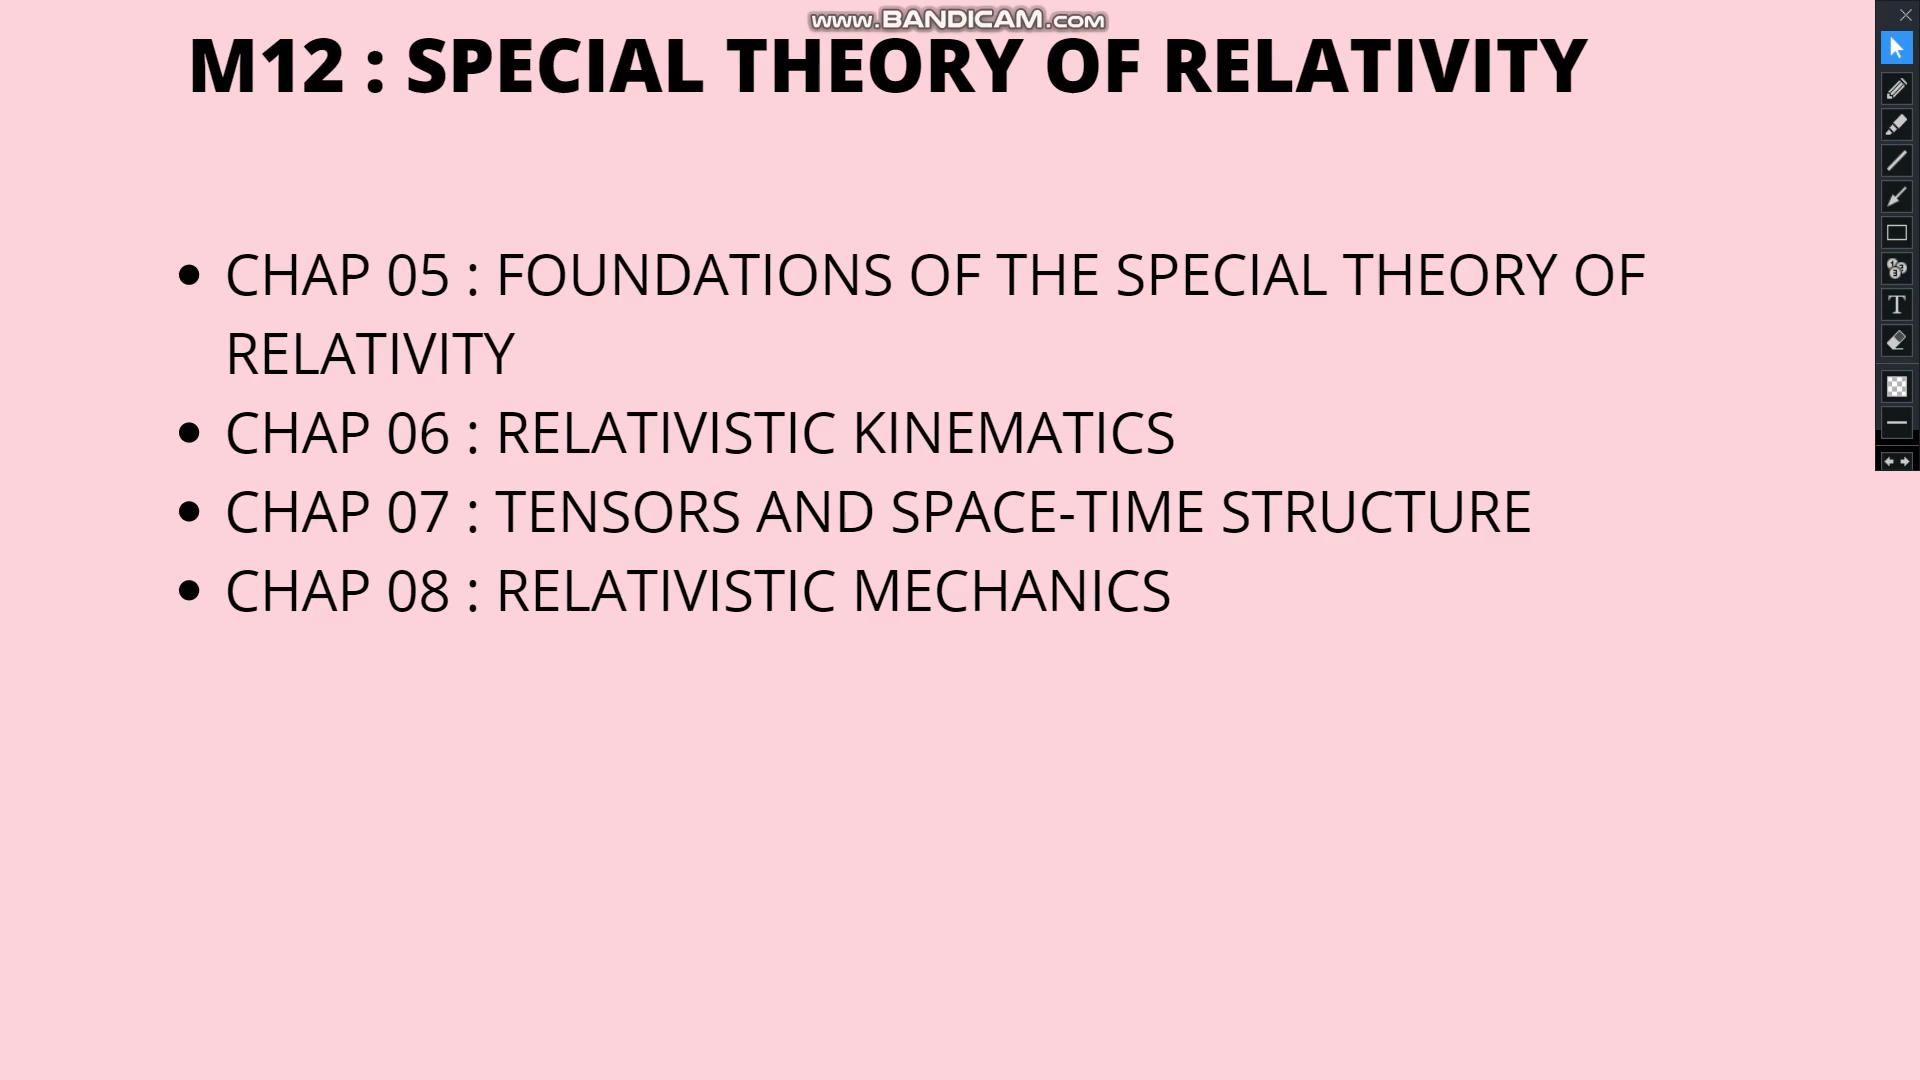 www.BANDICAM.com
M12 : SPECIAL THEORY OF RELATIVITY
• CHAP 05 : FOUNDATIONS OF THE SPECIAL THEORY OF
RELATIVITY
• CHAP 06 : RELATIVISTIC KINEMATICS
• CHAP 07 : TENSORS AND SPACE-TIME STRUCTURE
• CHAP 08 : RELATIVISTIC MECHANICS